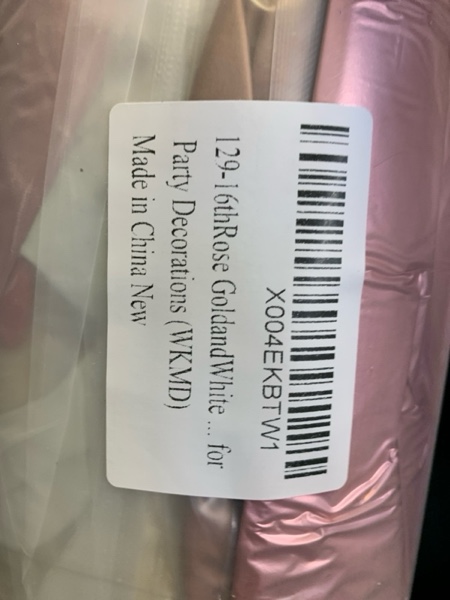 X004EKBTW1
129-16thRose GoldandWhite ... for
Party Decorations (WKMD)
Made in China New